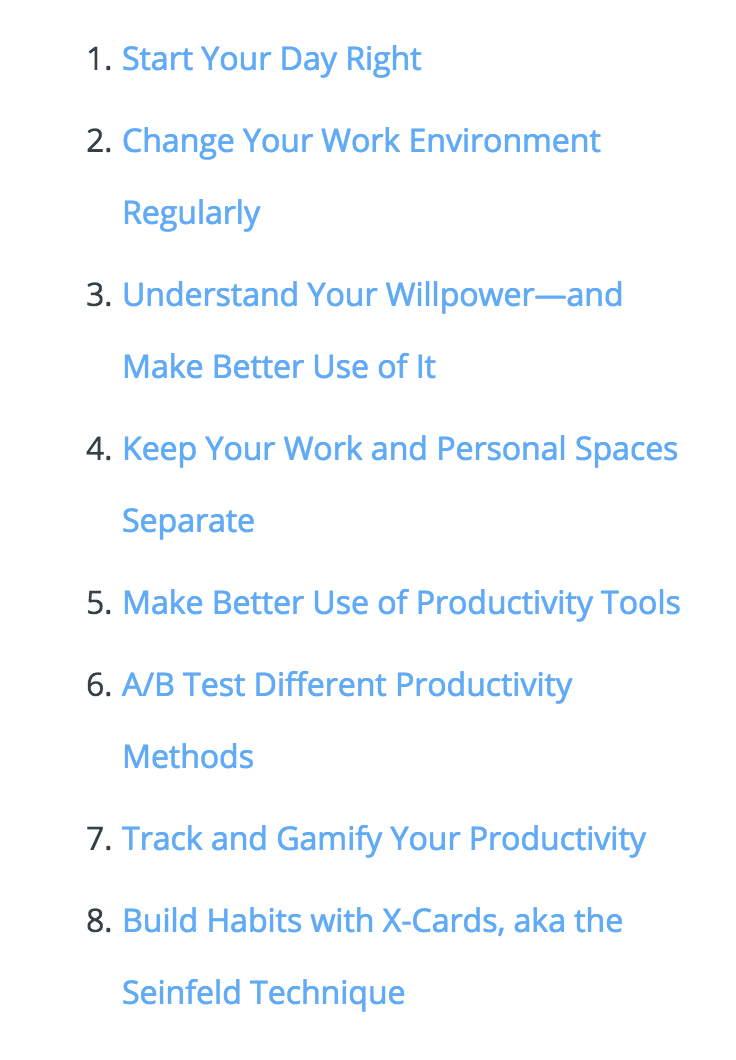 1. Start Your Day Right
2. Change Your Work Environment
Regularly
3. Understand Your Willpower—and
Make Better Use of It
4. Keep Your Work and Personal Spaces
Separate
5. Make Better Use of Productivity Tools
6. A/B Test Different Productivity
Methods
7. Track and Gamify Your Productivity
8. Build Habits with X-Cards, aka the
Seinfeld Technique